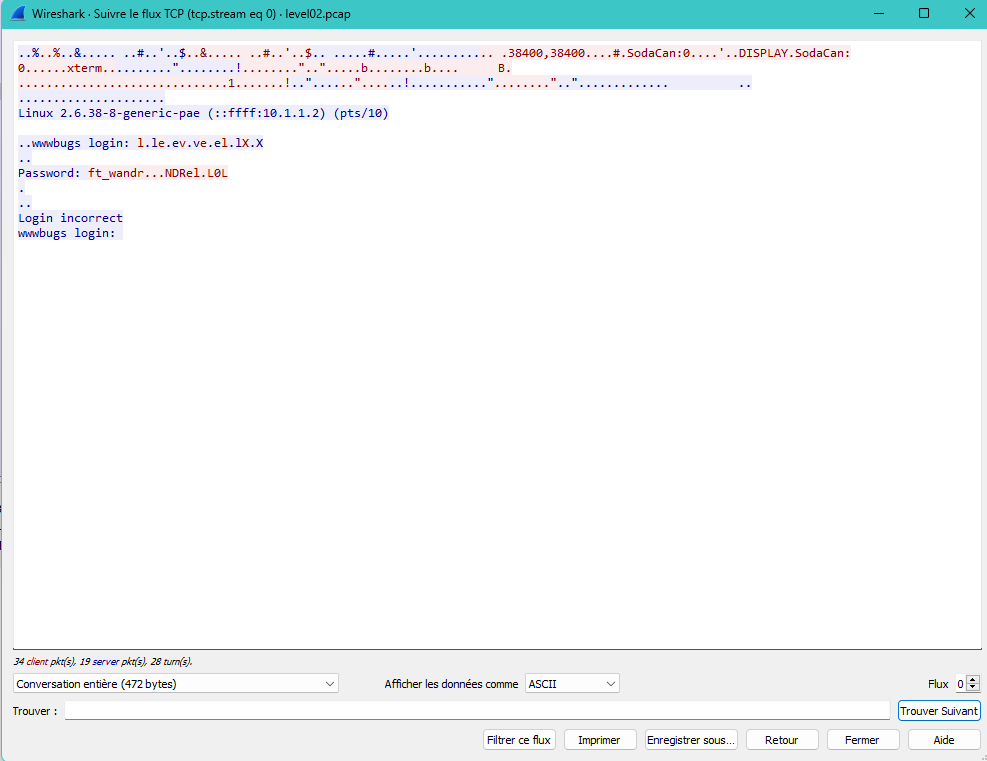 Wireshark · Suivre le flux TCP (tcp.stream eq 0) · level02.pcap
..%..%..&..... ...#..'..$..&..... ...#..'..$.. .....#.....'........... .38400,38400....#.SodaCan:0....'..DISPLAY.SodaCan:
0......xterm.........."........!........"..".....b........b.... B.
..............................1.......!.."......"......!..........."........".."............. ..
.....................
Linux 2.6.38-8-generic-pae (::ffff:10.1.1.2) (pts/10)
..wwwbugs login: l.le.ev.ve.el.lX.X
..
Password: ft_wandr...NDRel.L0L
.
..
Login incorrect
wwwbugs login:
34 client pkt(s), 19 server pkt(s), 28 turn(s).
Conversation entière (472 bytes) Afficher les données comme ASCII Flux 0
Trouver : Trouver Suivant
Filtrer ce flux Imprimer Enregistrer sous... Retour Fermer Aide